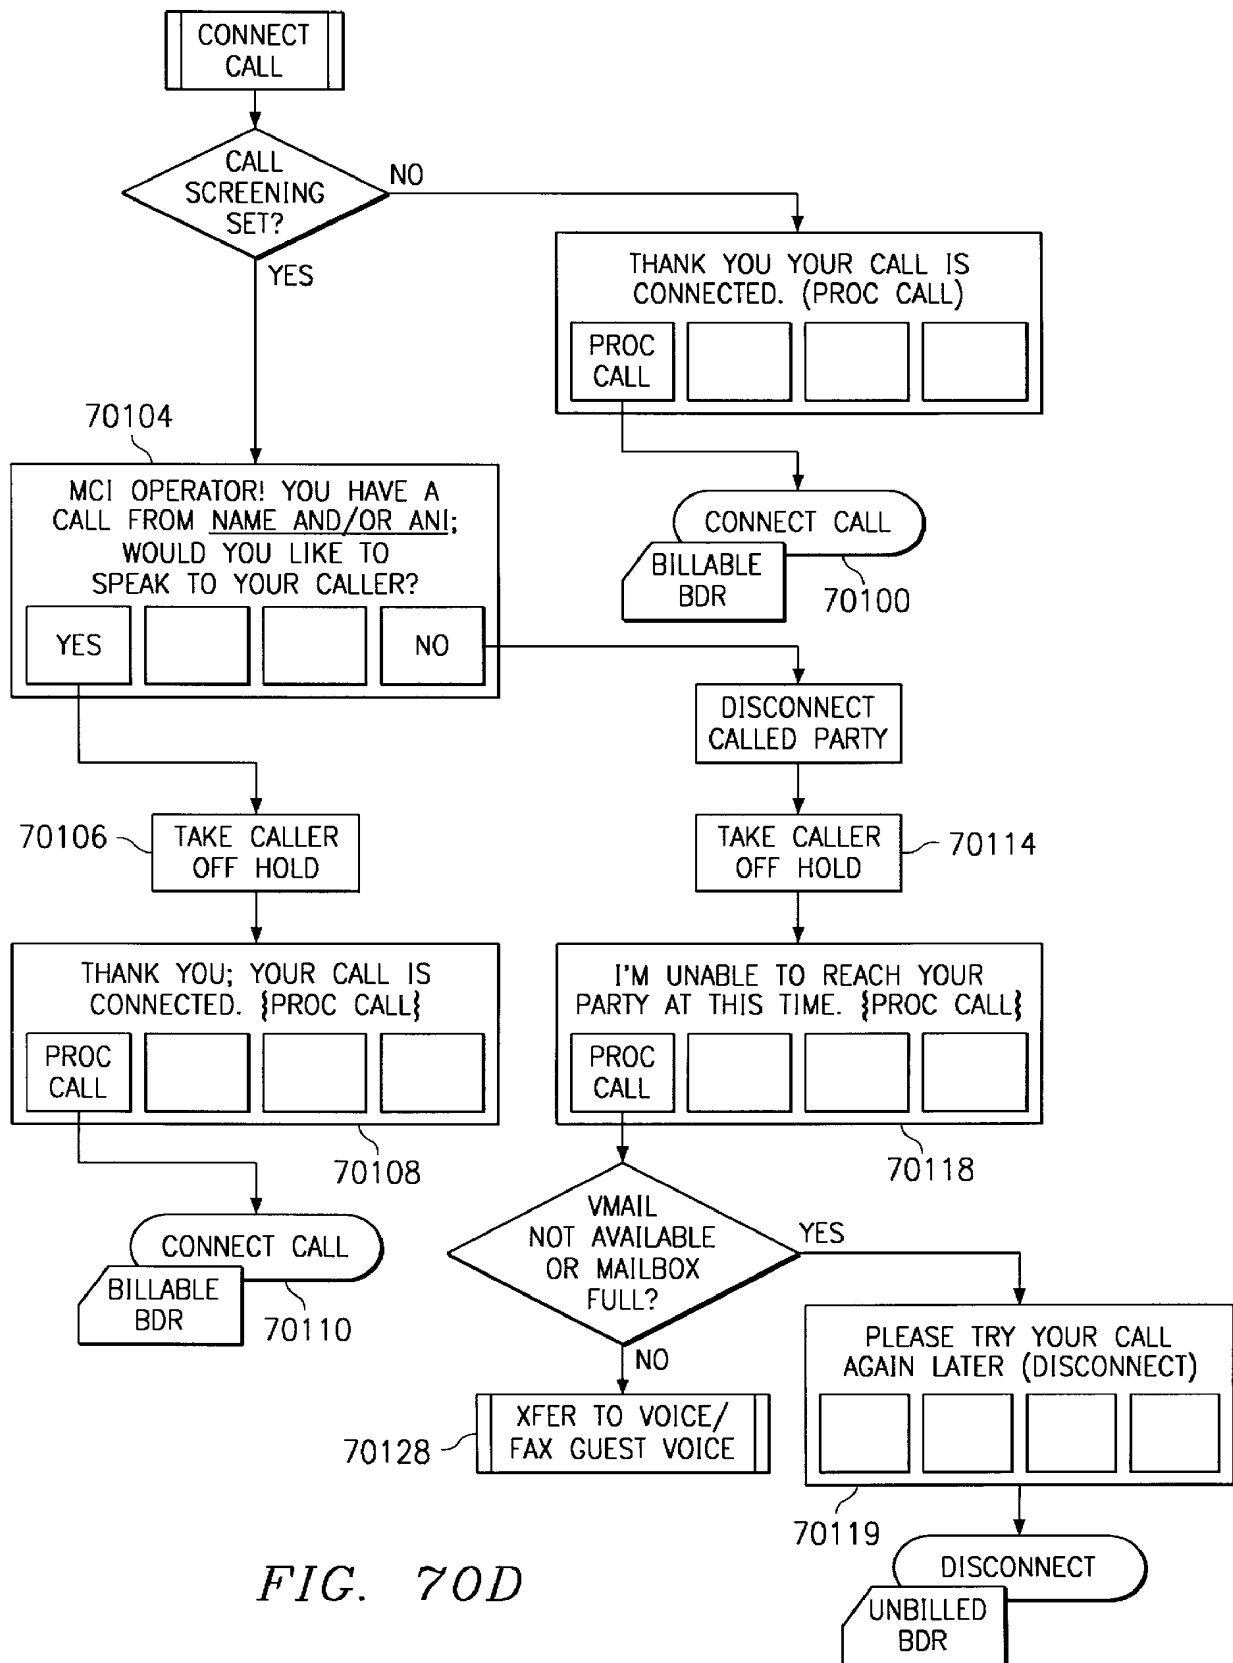 CONNECT
CALL
CALL
SCREENING
SET?
NO
YES
THANK YOU YOUR CALL IS
CONNECTED. (PROC CALL)
PROC
CALL
CONNECT CALL
BILLABLE
BDR
70100
70104
MCI OPERATOR! YOU HAVE A
CALL FROM NAME AND/OR ANI;
WOULD YOU LIKE TO
SPEAK TO YOUR CALLER?
YES
NO
DISCONNECT
CALLED PARTY
70106
TAKE CALLER
OFF HOLD
TAKE CALLER
OFF HOLD
70114
THANK YOU; YOUR CALL IS
CONNECTED. {PROC CALL}
PROC
CALL
70108
CONNECT CALL
BILLABLE
BDR
70110
I'M UNABLE TO REACH YOUR
PARTY AT THIS TIME. {PROC CALL}
PROC
CALL
70118
VMAIL
NOT AVAILABLE
OR MAILBOX
FULL?
YES
NO
XFER TO VOICE/
FAX GUEST VOICE
70128
PLEASE TRY YOUR CALL
AGAIN LATER (DISCONNECT)
70119
DISCONNECT
UNBILLED
BDR
FIG. 70D